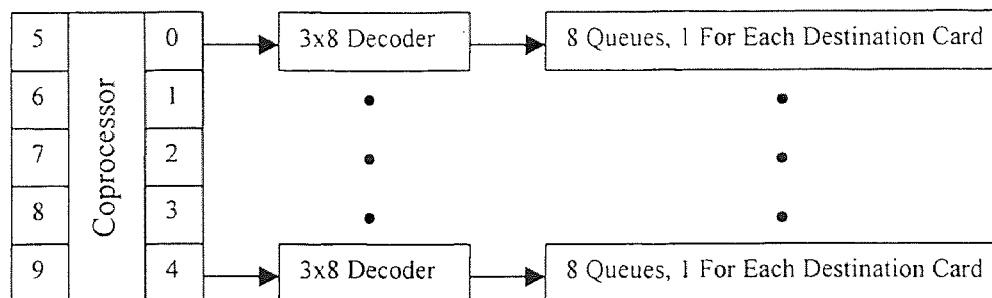 5 0 3x8 Decoder 8 Queues, 1 For Each Destination Card
6 1
7 Coprocessor 2
8 3
9 4 3x8 Decoder 8 Queues, 1 For Each Destination Card